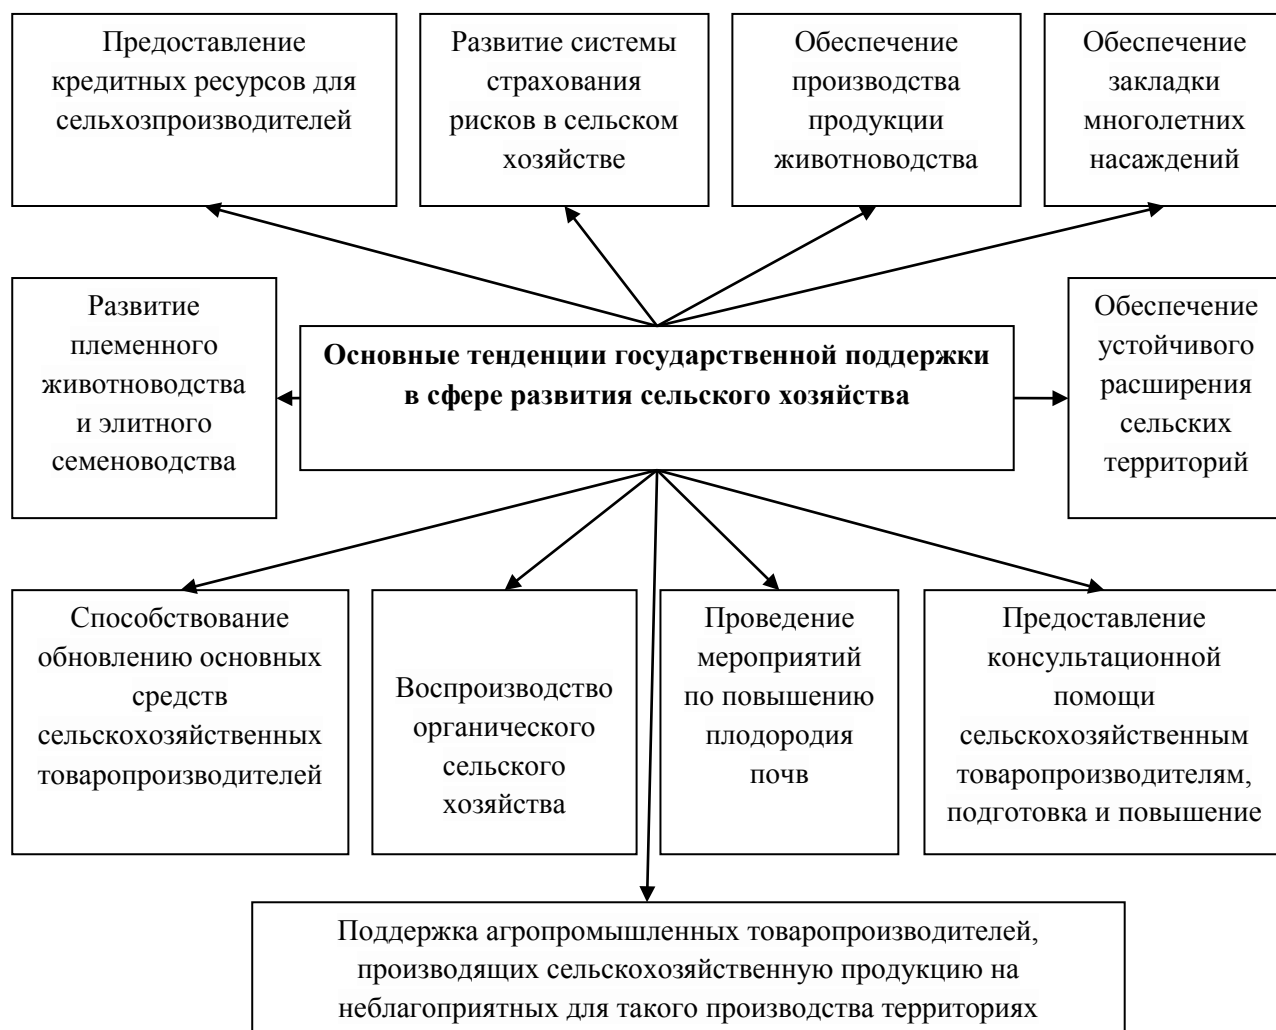 Предоставление
кредитных ресурсов для
сельхозпроизводителей
Развитие системы
страхования
рисков в сельском
хозяйстве
Обеспечение
производства
продукции
животноводства
Обеспечение
закладки
многолетних
насаждений
Развитие
племенного
животноводства
и элитного
семеноводства
Основные тенденции государственной поддержки
в сфере развития сельского хозяйства
Обеспечение
устойчивого
расширения
сельских
территорий
Способствование
обновлению основных
средств
сельскохозяйственных
товаропроизводителей
Воспроизводство
органического
сельского
хозяйства
Проведение
мероприятий
по повышению
плодородия
почв
Предоставление
консультационной
помощи
сельскохозяйственным
товаропроизводителям,
подготовка и повышение
Поддержка агропромышленных товаропроизводителей,
производящих сельскохозяйственную продукцию на
неблагоприятных для такого производства территориях